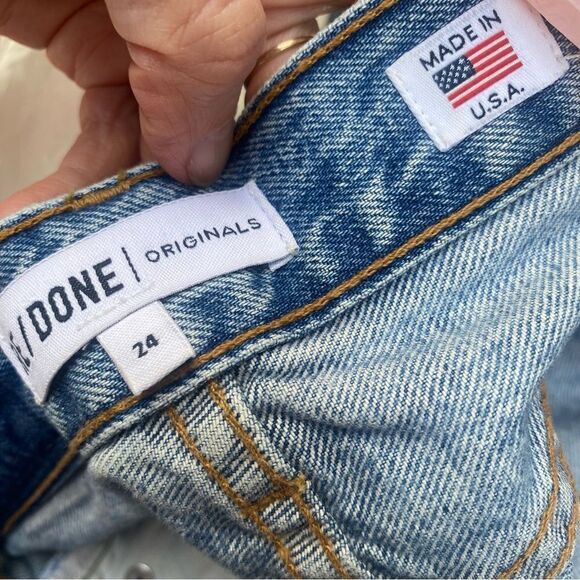 E/DONE | ORIGINALS
24
MADE IN
U.S.A.